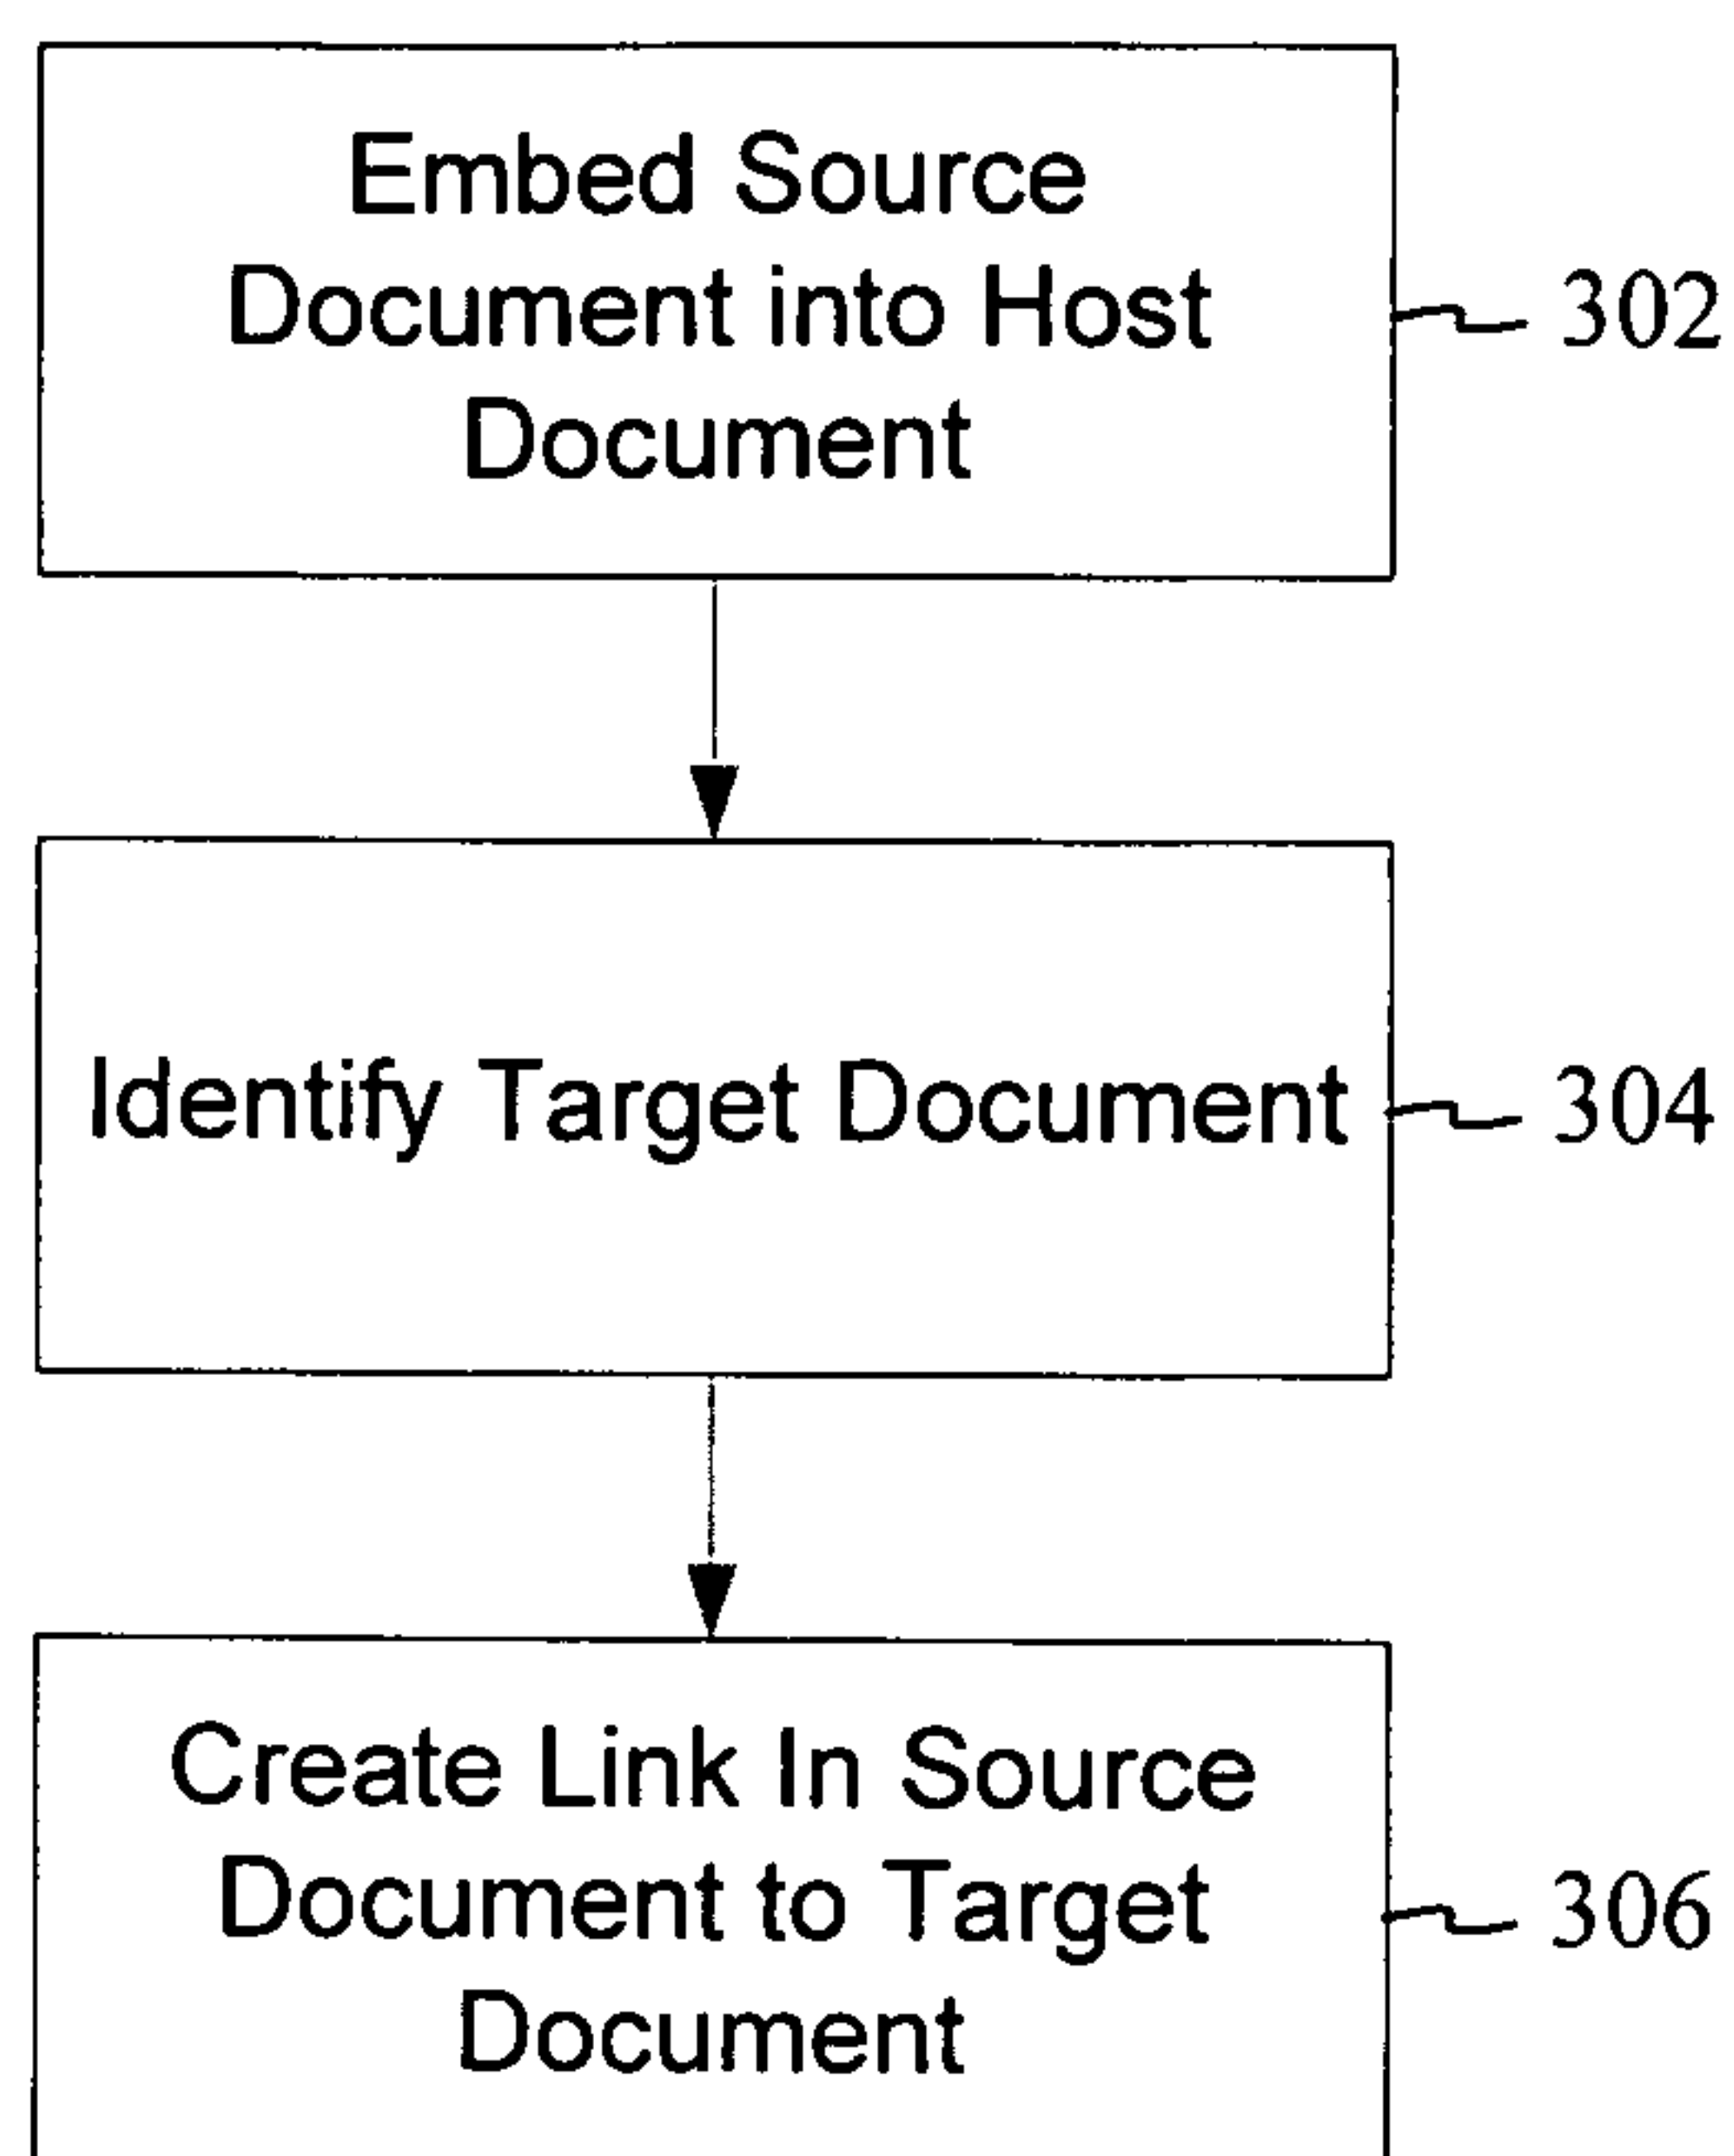 Embed Source
Document into Host
Document
302
Identify Target Document
304
Create Link In Source
Document to Target
Document
306